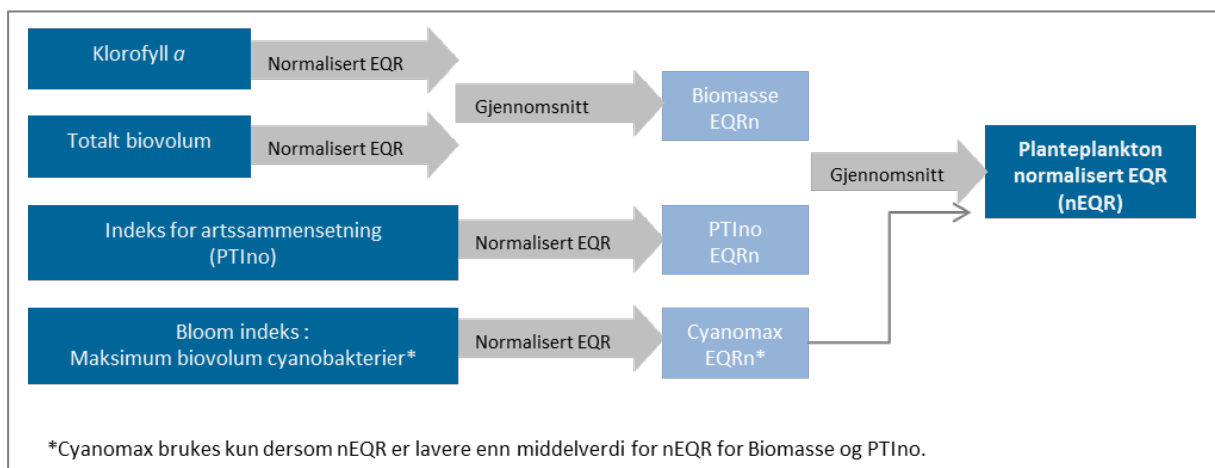 Klorofyll a
Normalisert EQR
Totalt biovolum
Normalisert EQR
Gjennomsnitt
Biomasse
EQRn
Indeks for artssammensetning
(PTIno)
Normalisert EQR
PTIno
EQRn
Gjennomsnitt
Planteplankton
normalisert EQR
(nEQR)
Bloom indeks :
Maksimum biovolum cyanobakterier*
Normalisert EQR
Cyanomax
EQRn*
*Cyanomax brukes kun dersom nEQR er lavere enn middelverdi for nEQR for Biomasse og PTIno.